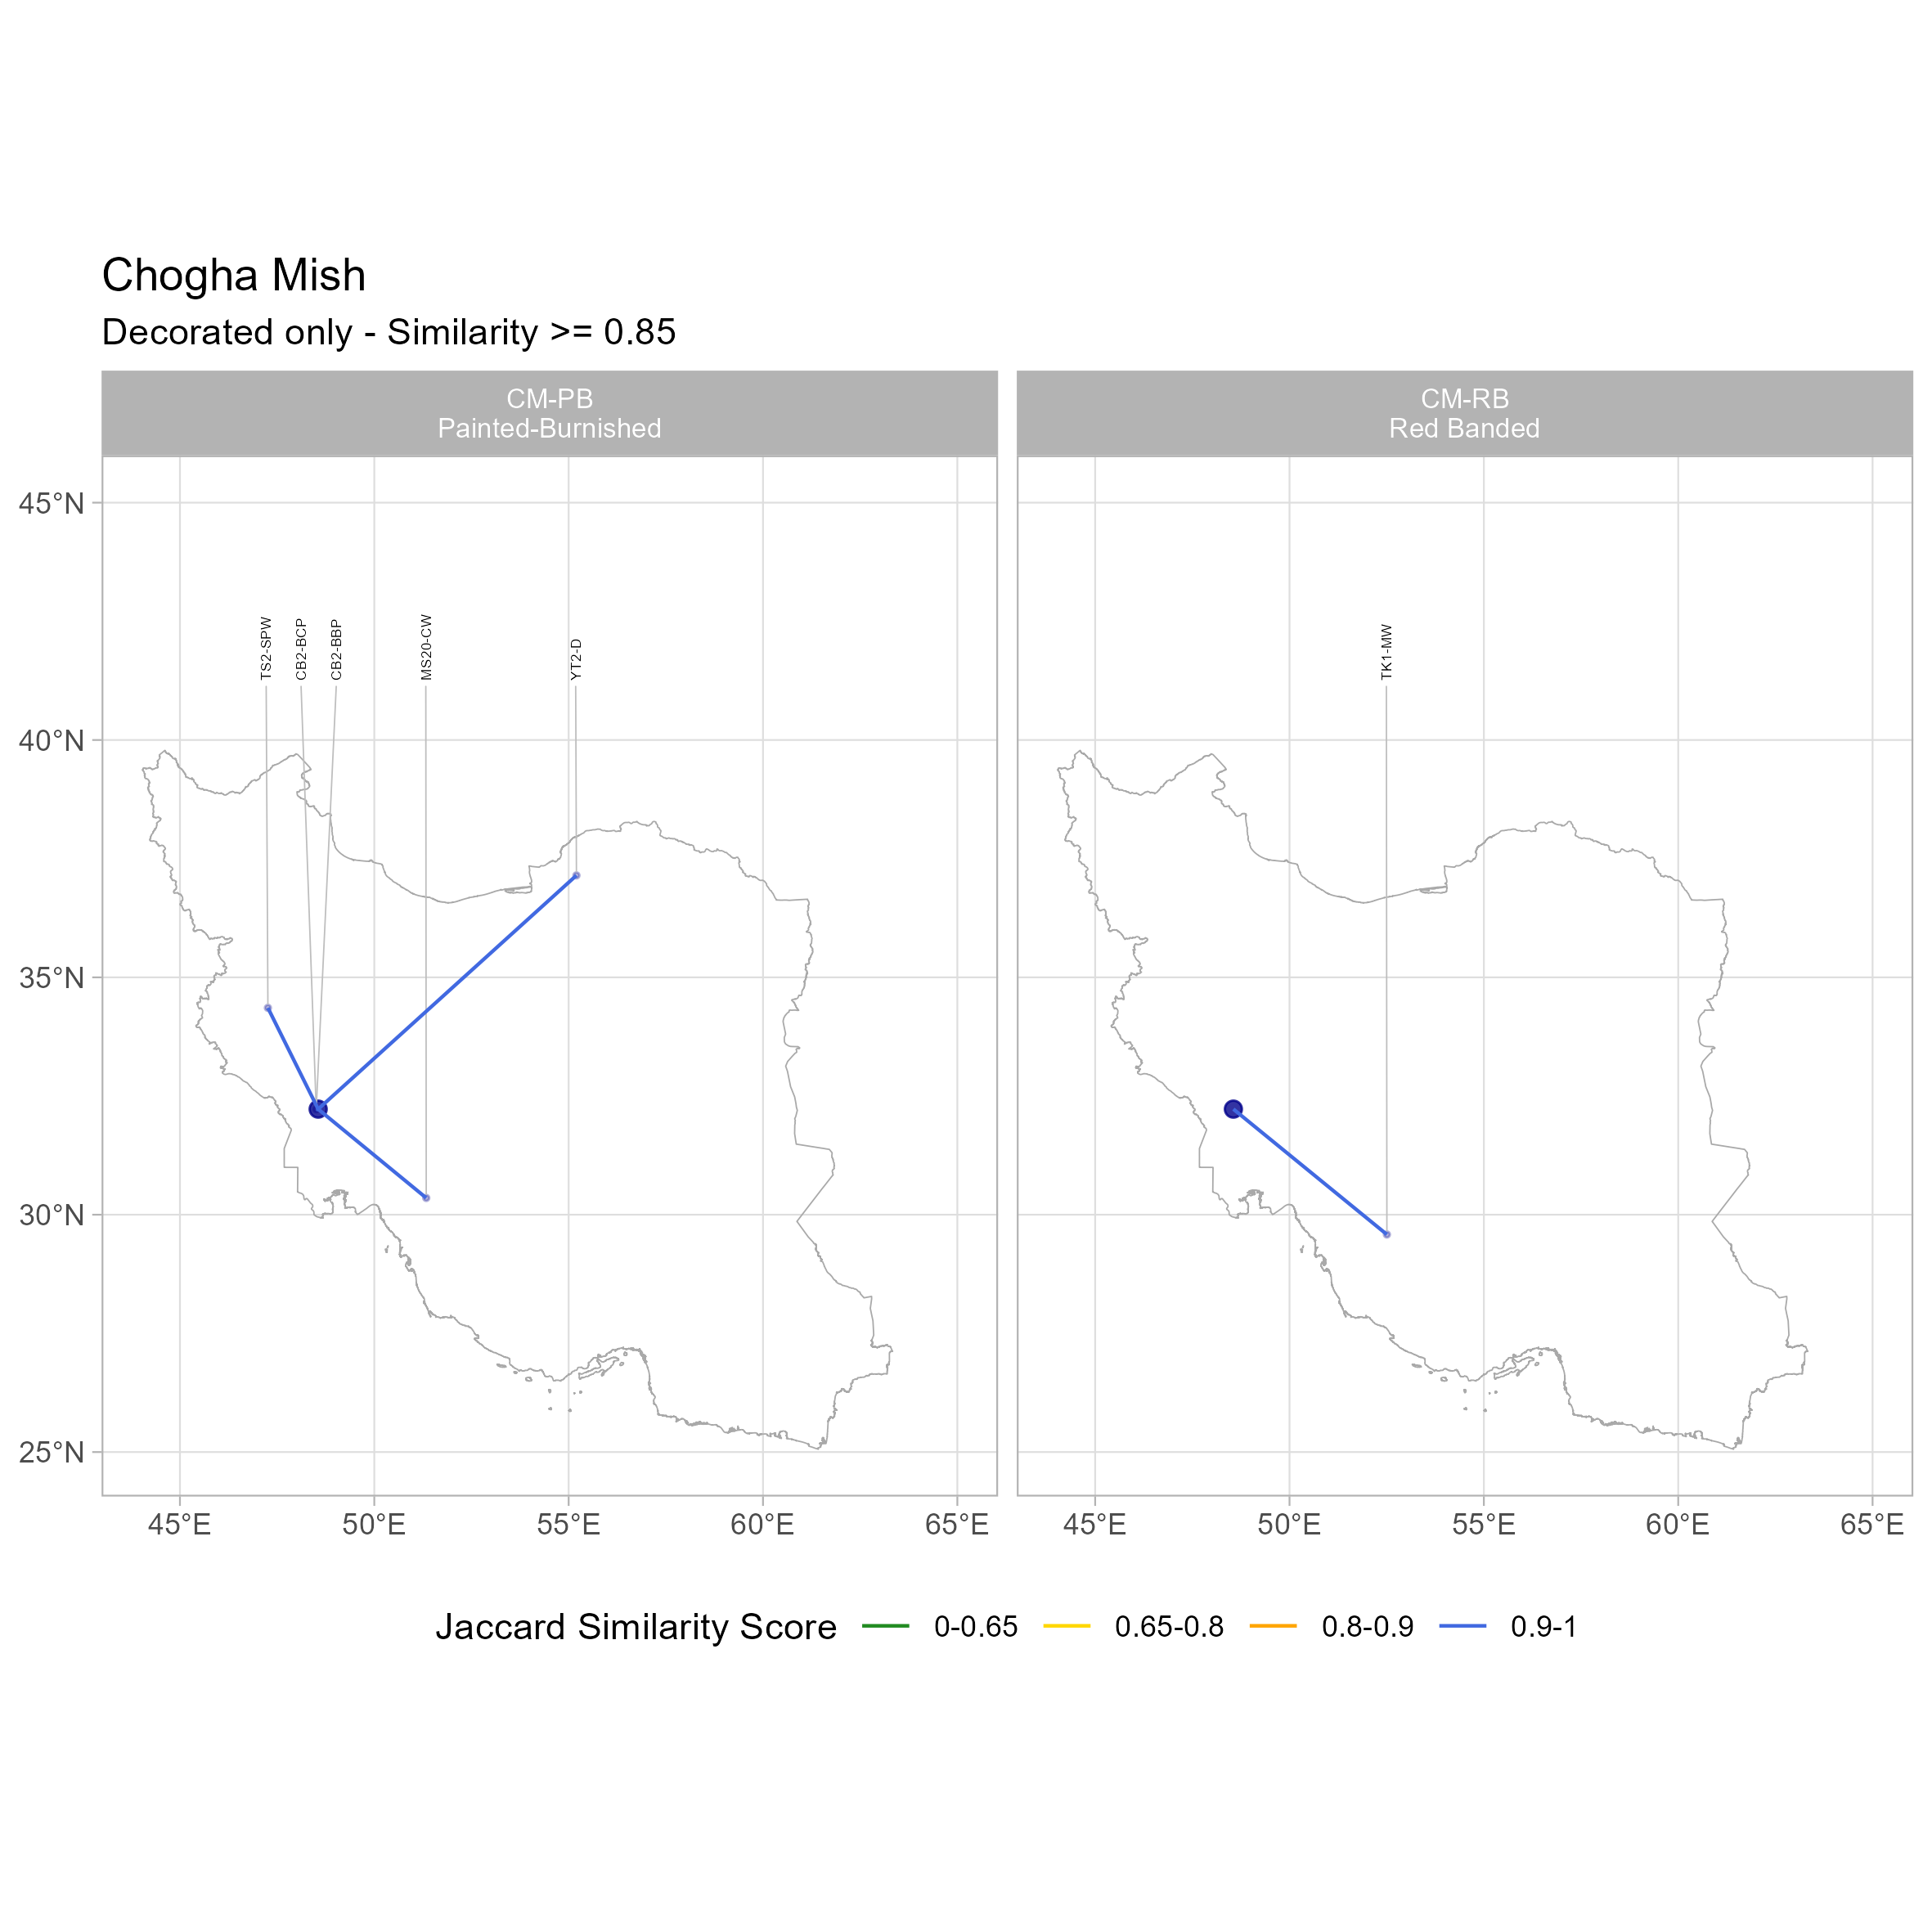 Chogha Mish
Decorated only - Similarity >= 0.85
CM-PB
Painted-Burnished
CM-RB
Red Banded
45°N
40°N
35°N
30°N
25°N
TS2-SPW
CB2-BCP
CB2-BBP
MS20-CW
YT2-D
TK1-MW
45°E 50°E 55°E 60°E 65°E
45°E 50°E 55°E 60°E 65°E
Jaccard Similarity Score 0-0.65 0.65-0.8 0.8-0.9 0.9-1